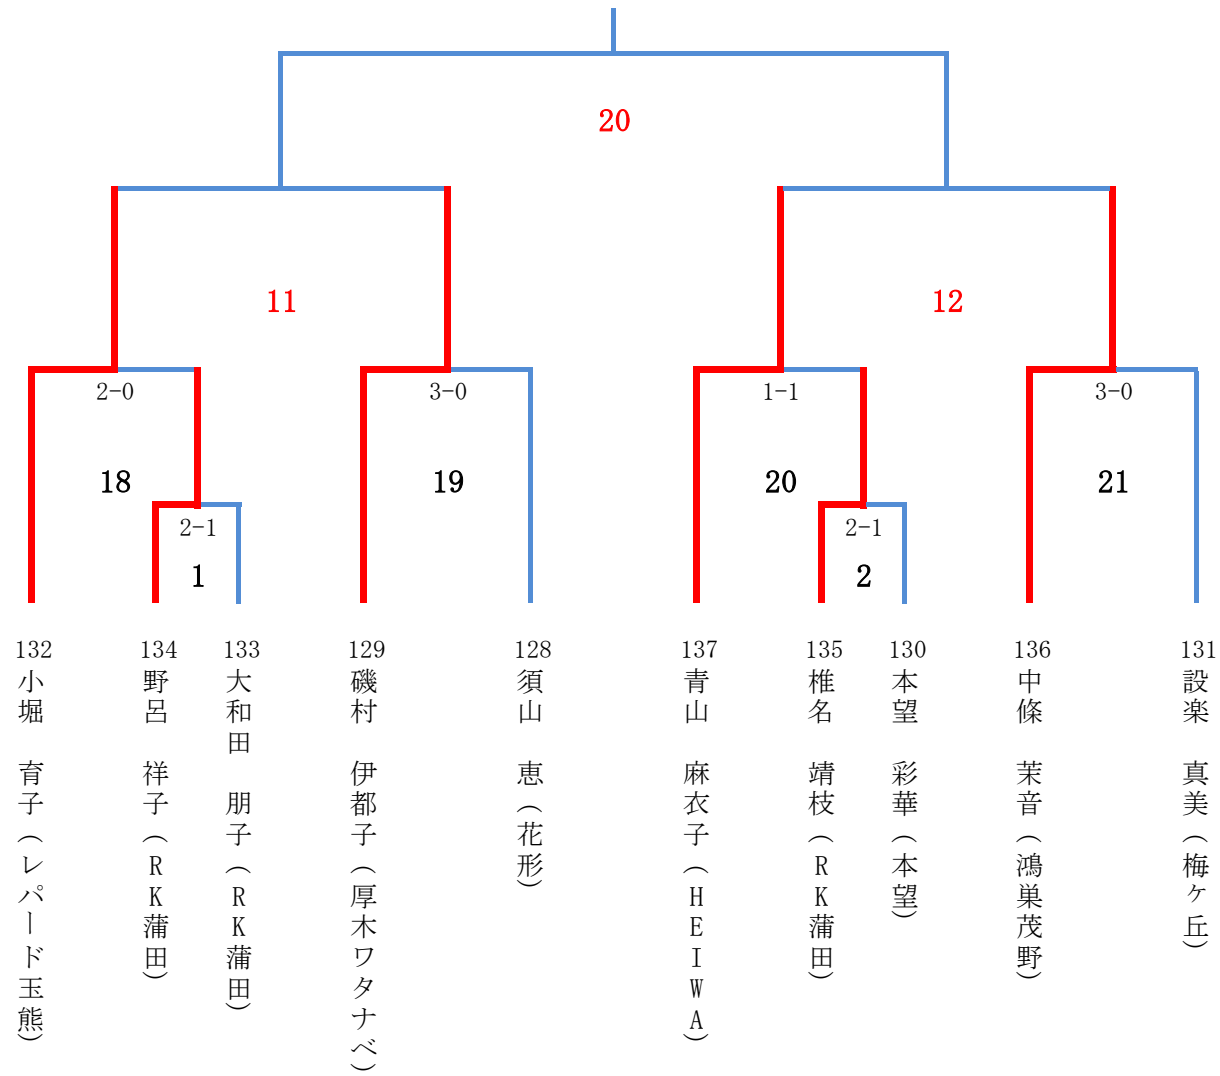 20
11
12
2-0
3-0
1-1
3-0
18
19
20
21
2-1
2-1
1
2
132
134
133
129
128
137
135
130
136
131
小堀　育子（レパード玉熊）
野呂　祥子（RK蒲田）
大和田　朋子（RK蒲田）
磯村　伊都子（厚木ワタナベ）
須山　恵（花形）
青山　麻衣子（HEIWA）
椎名　靖枝（RK蒲田）
本望　彩華（本望）
中條　茉音（鴻巣茂野）
設楽　真美（梅ケ丘）